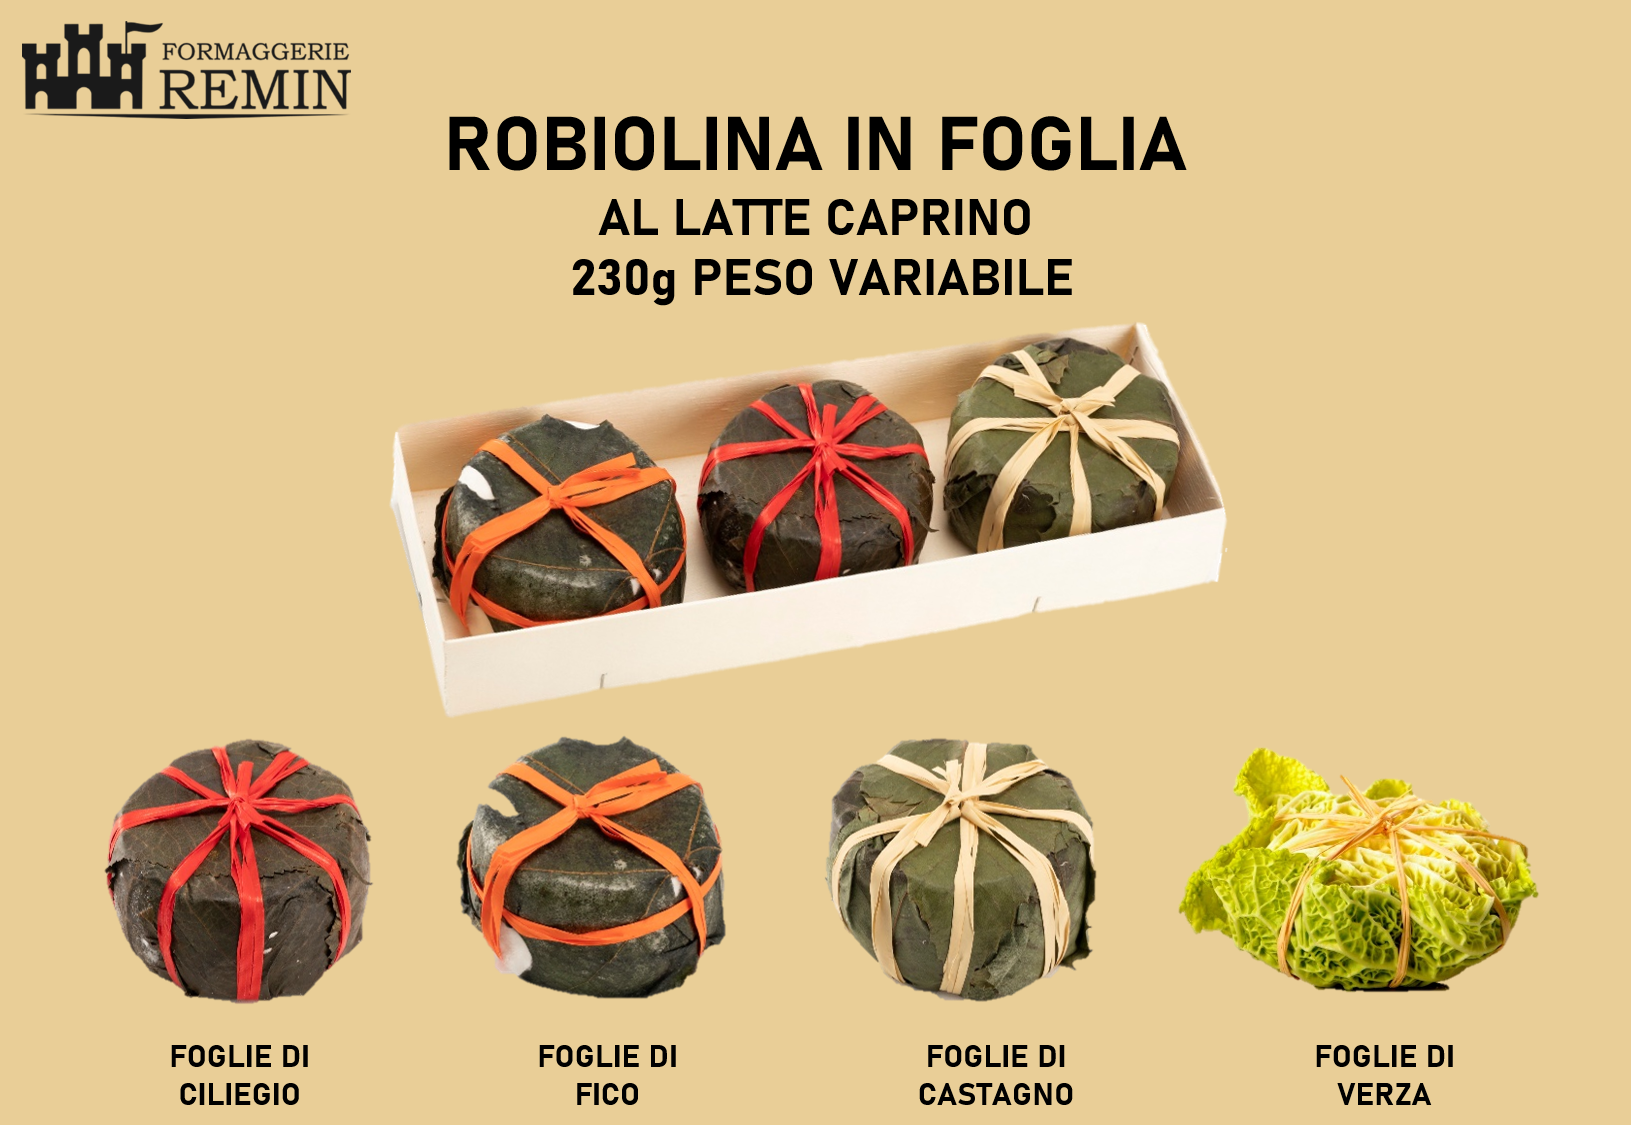 FORMAGGERIE
REMIN
ROBIOLINA IN FOGLIA
AL LATTE CAPRINO
230g PESO VARIABILE
FOGLIE DI
CILIEGIO
FOGLIE DI
FICO
FOGLIE DI
CASTAGNO
FOGLIE DI
VERZA